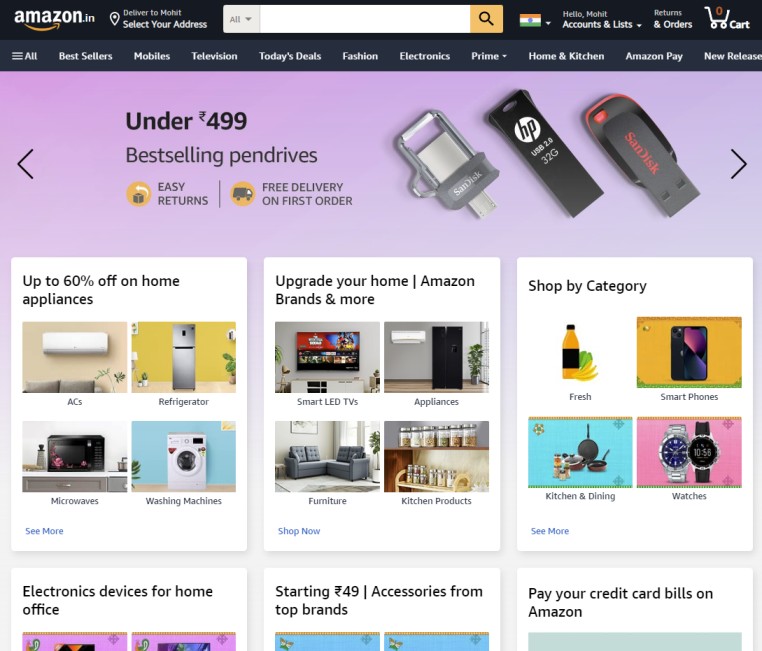 amazon.in
Deliver to Mohit
Select Your Address
All
Hello, Mohit
Accounts & Lists
Returns
& Orders
0
Cart
All
Best Sellers
Mobiles
Television
Today's Deals
Fashion
Electronics
Prime
Home & Kitchen
Amazon Pay
New Release
Under ₹499
Bestselling pendrives
EASY
RETURNS
FREE DELIVERY
ON FIRST ORDER
SanDisk
hp
USB 2.0
32G
SanDisk
Up to 60% off on home
appliances
ACs
Refrigerator
Microwaves
Washing Machines
See More
Upgrade your home | Amazon
Brands & more
Smart LED TVs
Appliances
Furniture
Kitchen Products
Shop Now
Shop by Category
Fresh
Smart Phones
Kitchen & Dining
10:58
Watches
See More
Electronics devices for home
office
Starting ₹49 | Accessories from
top brands
Pay your credit card bills on
Amazon